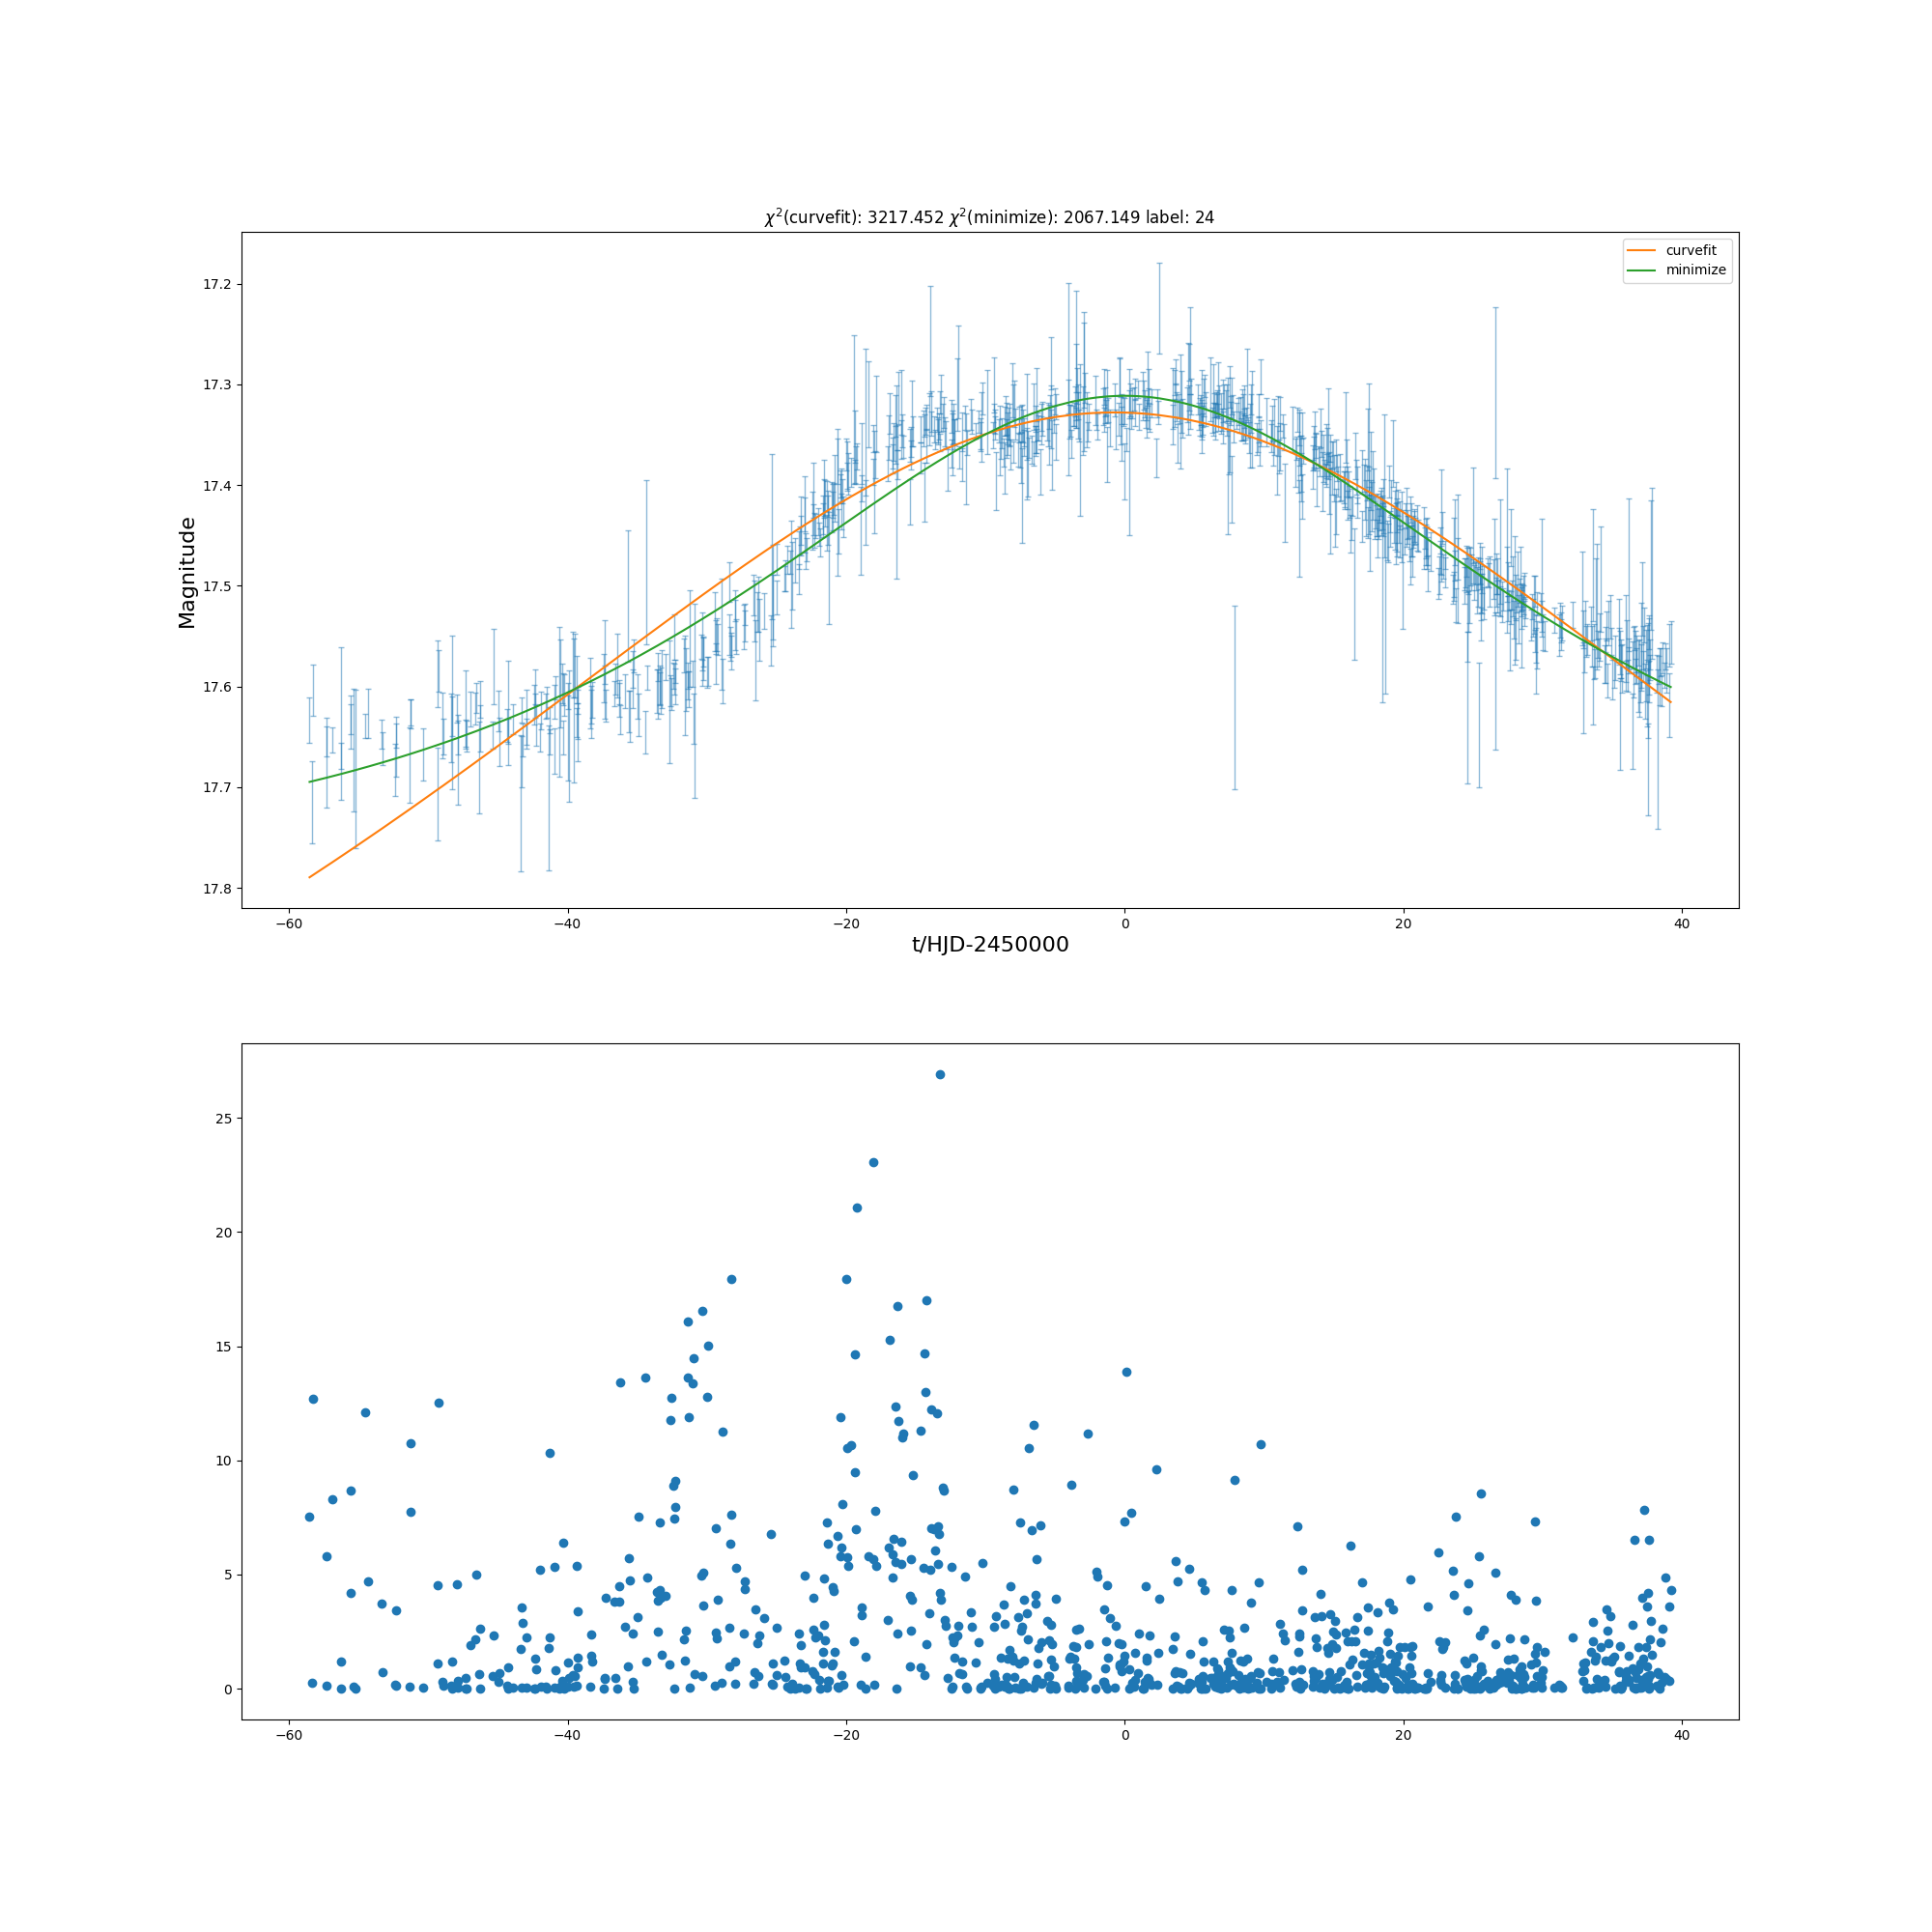 χ²(curvefit): 3217.452 χ²(minimize): 2067.149 label: 24
curvefit
minimize
Magnitude
17.2
17.3
17.4
17.5
17.6
17.7
17.8
−60 −40 −20 0 20 40
t/HJD-2450000
25
20
15
10
5
0
−60 −40 −20 0 20 40